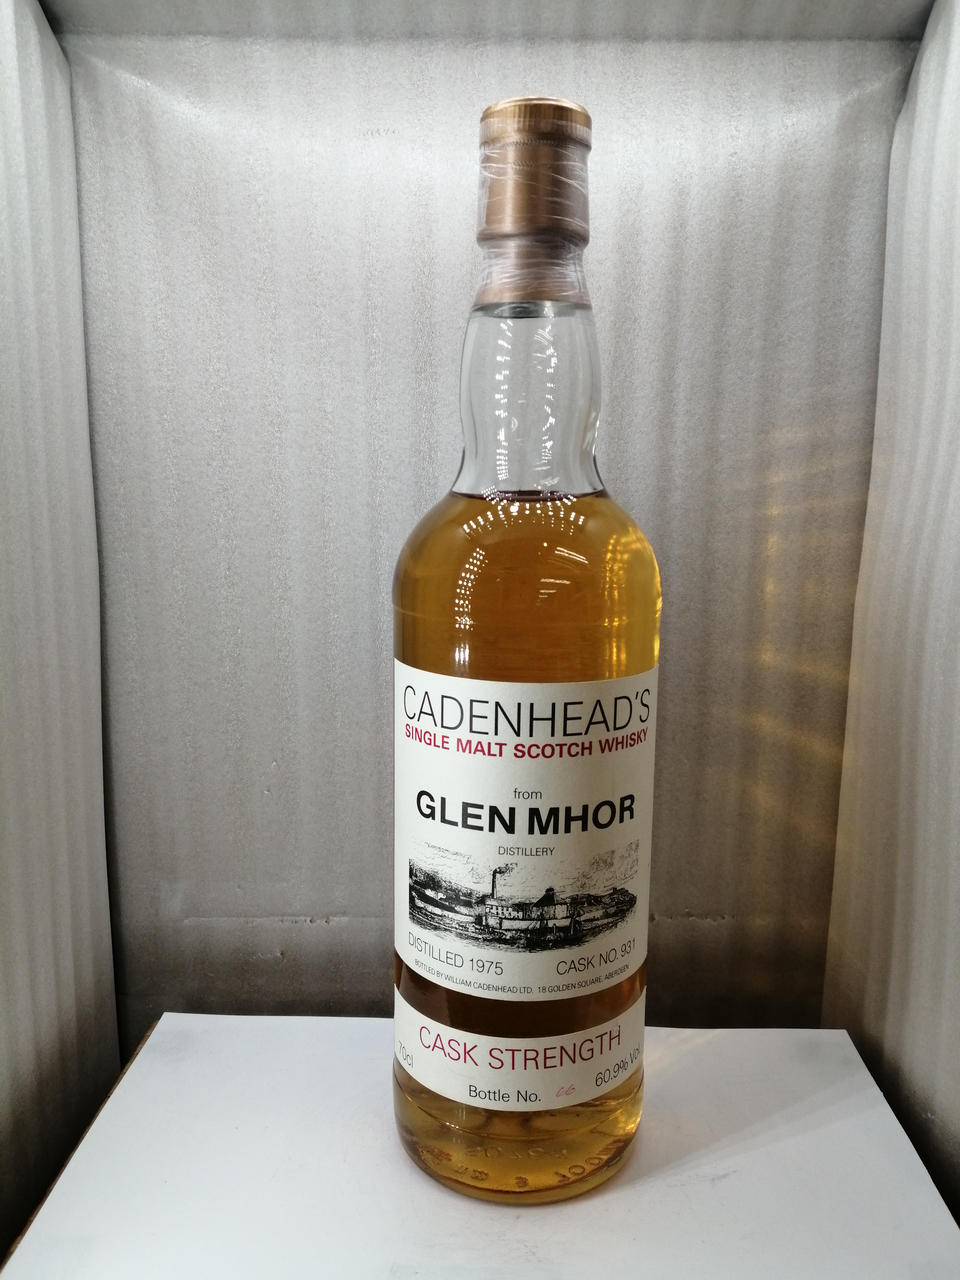 CADENHEAD'S
SINGLE MALT SCOTCH WHISKY
from
GLEN MHOR
DISTILLERY
DISTILLED 1975 CASK NO. 931
BOTTLED BY WILLIAM CADENHEAD LTD. 18 GOLDEN SQUARE, ABERDEEN
CASK STRENGTH
70cl Bottle No. 66 60.9% Vol